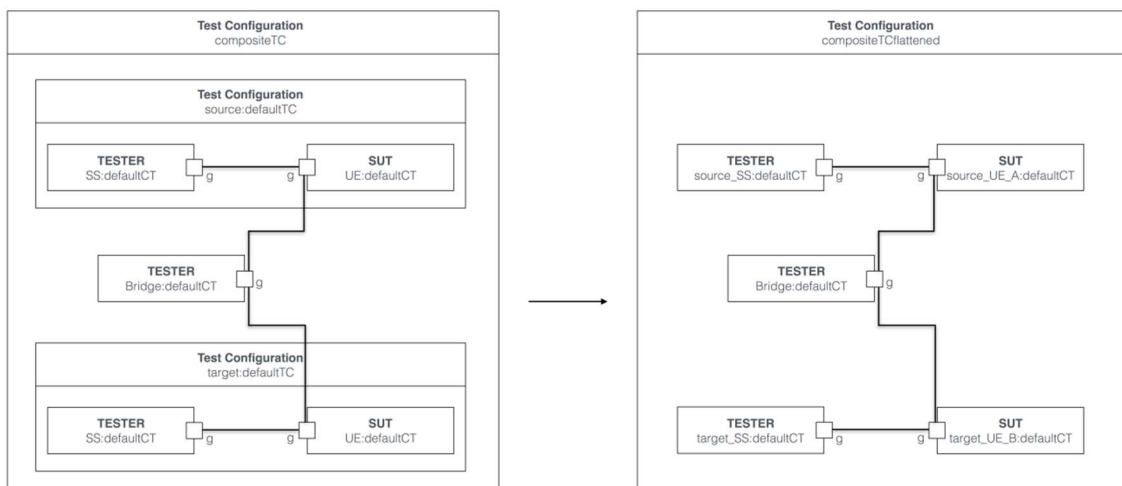 Test Configuration
compositeTC
Test Configuration
source:defaultTC
TESTER
SS:defaultCT
g
g
SUT
UE:defaultCT
TESTER
Bridge:defaultCT
g
Test Configuration
target:defaultTC
TESTER
SS:defaultCT
g
g
SUT
UE:defaultCT
Test Configuration
compositeTCflattened
TESTER
source_SS:defaultCT
g
g
SUT
source_UE_A:defaultCT
TESTER
Bridge:defaultCT
g
TESTER
target_SS:defaultCT
g
g
SUT
target_UE_B:defaultCT